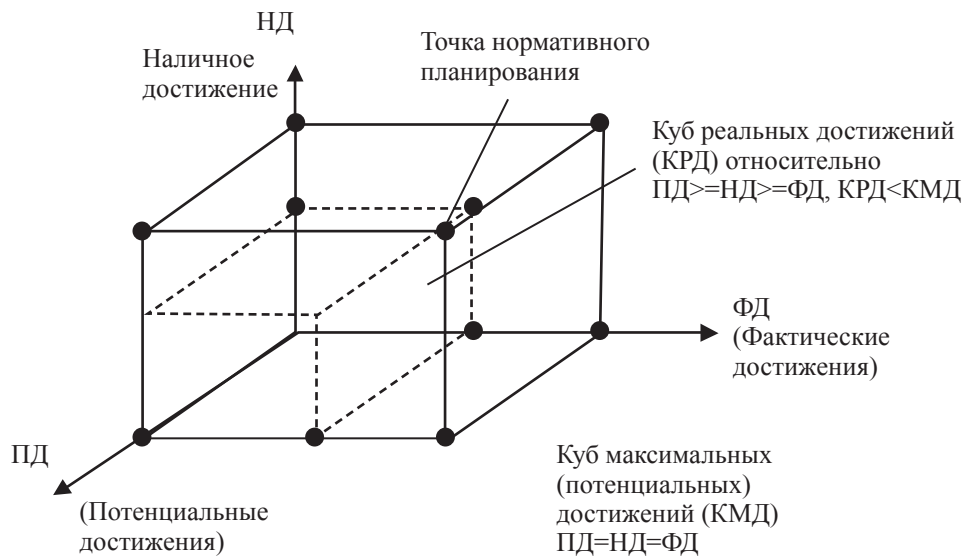 НД
Наличное
достижение
Точка нормативного
планирования
Куб реальных достижений
(КРД) относительно
ПД>=НД>=ФД, КРД<КМД
ФД
(Фактические
достижения)
ПД
(Потенциальные
достижения)
Куб максимальных
(потенциальных)
достижений (КМД)
ПД=НД=ФД